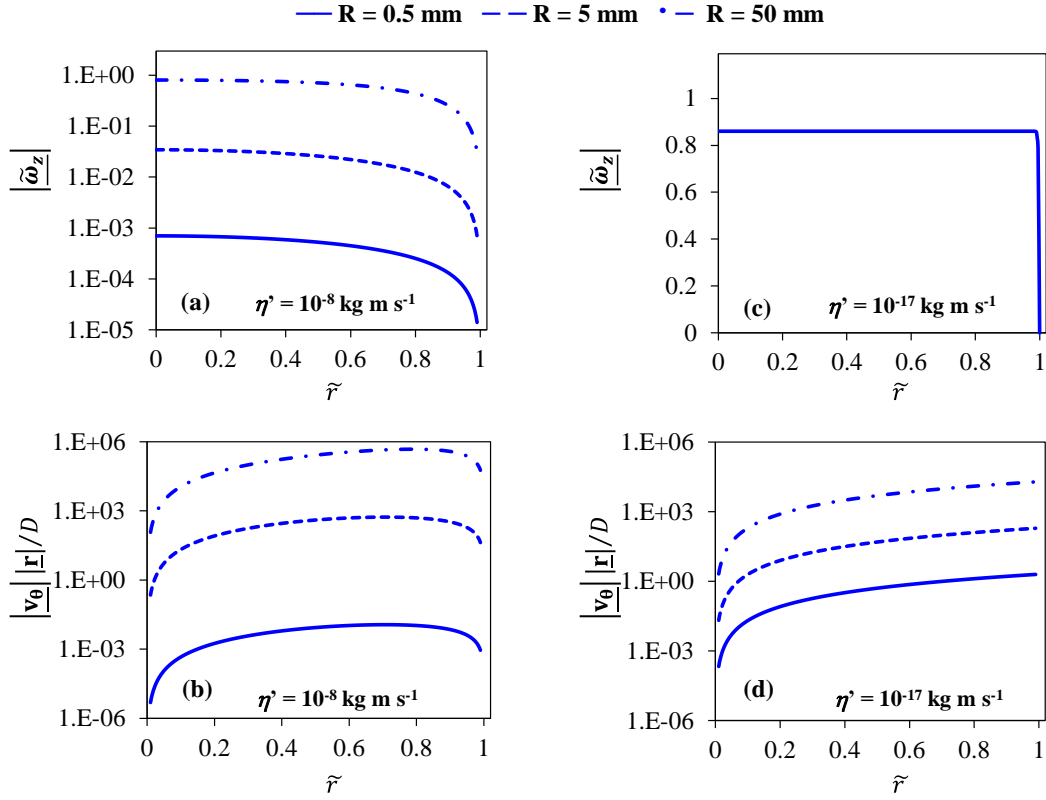 R = 0.5 mm R = 5 mm R = 50 mm
|ω̃z|
1.E+00
1.E-01
1.E-02
1.E-03
1.E-04
1.E-05
(a) η’ = 10-8 kg m s-1
0 0.2 0.4 0.6 0.8 1
r̃
|ω̃z|
1
0.8
0.6
0.4
0.2
0
(c) η’ = 10-17 kg m s-1
0 0.2 0.4 0.6 0.8 1
r̃
|vθ||r|/D
1.E+06
1.E+03
1.E+00
1.E-03
1.E-06
(b) η’ = 10-8 kg m s-1
0 0.2 0.4 0.6 0.8 1
r̃
|vθ||r|/D
1.E+06
1.E+03
1.E+00
1.E-03
1.E-06
(d) η’ = 10-17 kg m s-1
0 0.2 0.4 0.6 0.8 1
r̃